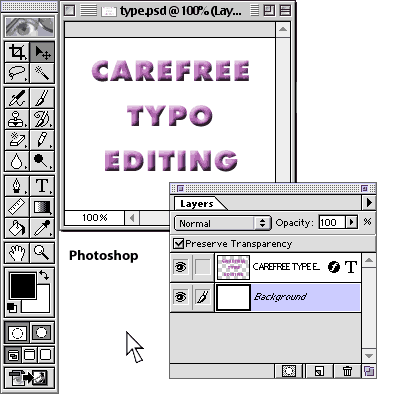 type.psd @ 100% (Lay...
CAREFREE
TYPO
EDITING
100%
Photoshop
Layers
Normal
Opacity: 100 %
Preserve Transparency
CAREFREE TYPE E... f T
Background
T